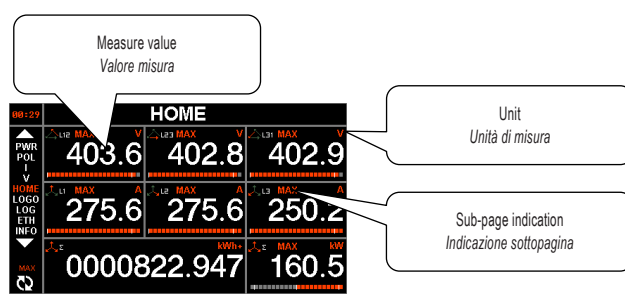 Measure value
Valore misura
00:29
HOME
PWR
POL
I
V
HOME
LOGO
LOG
ETH
INFO
MAX
L12 MAX V
403.6
L23 MAX V
402.8
L31 MAX V
402.9
L1 MAX A
275.6
L2 MAX A
275.6
L3 MAX A
250.2
Σ kWh+
0000822.947
Σ MAX kW
160.5
Unit
Unità di misura
Sub-page indication
Indicazione sottopagina